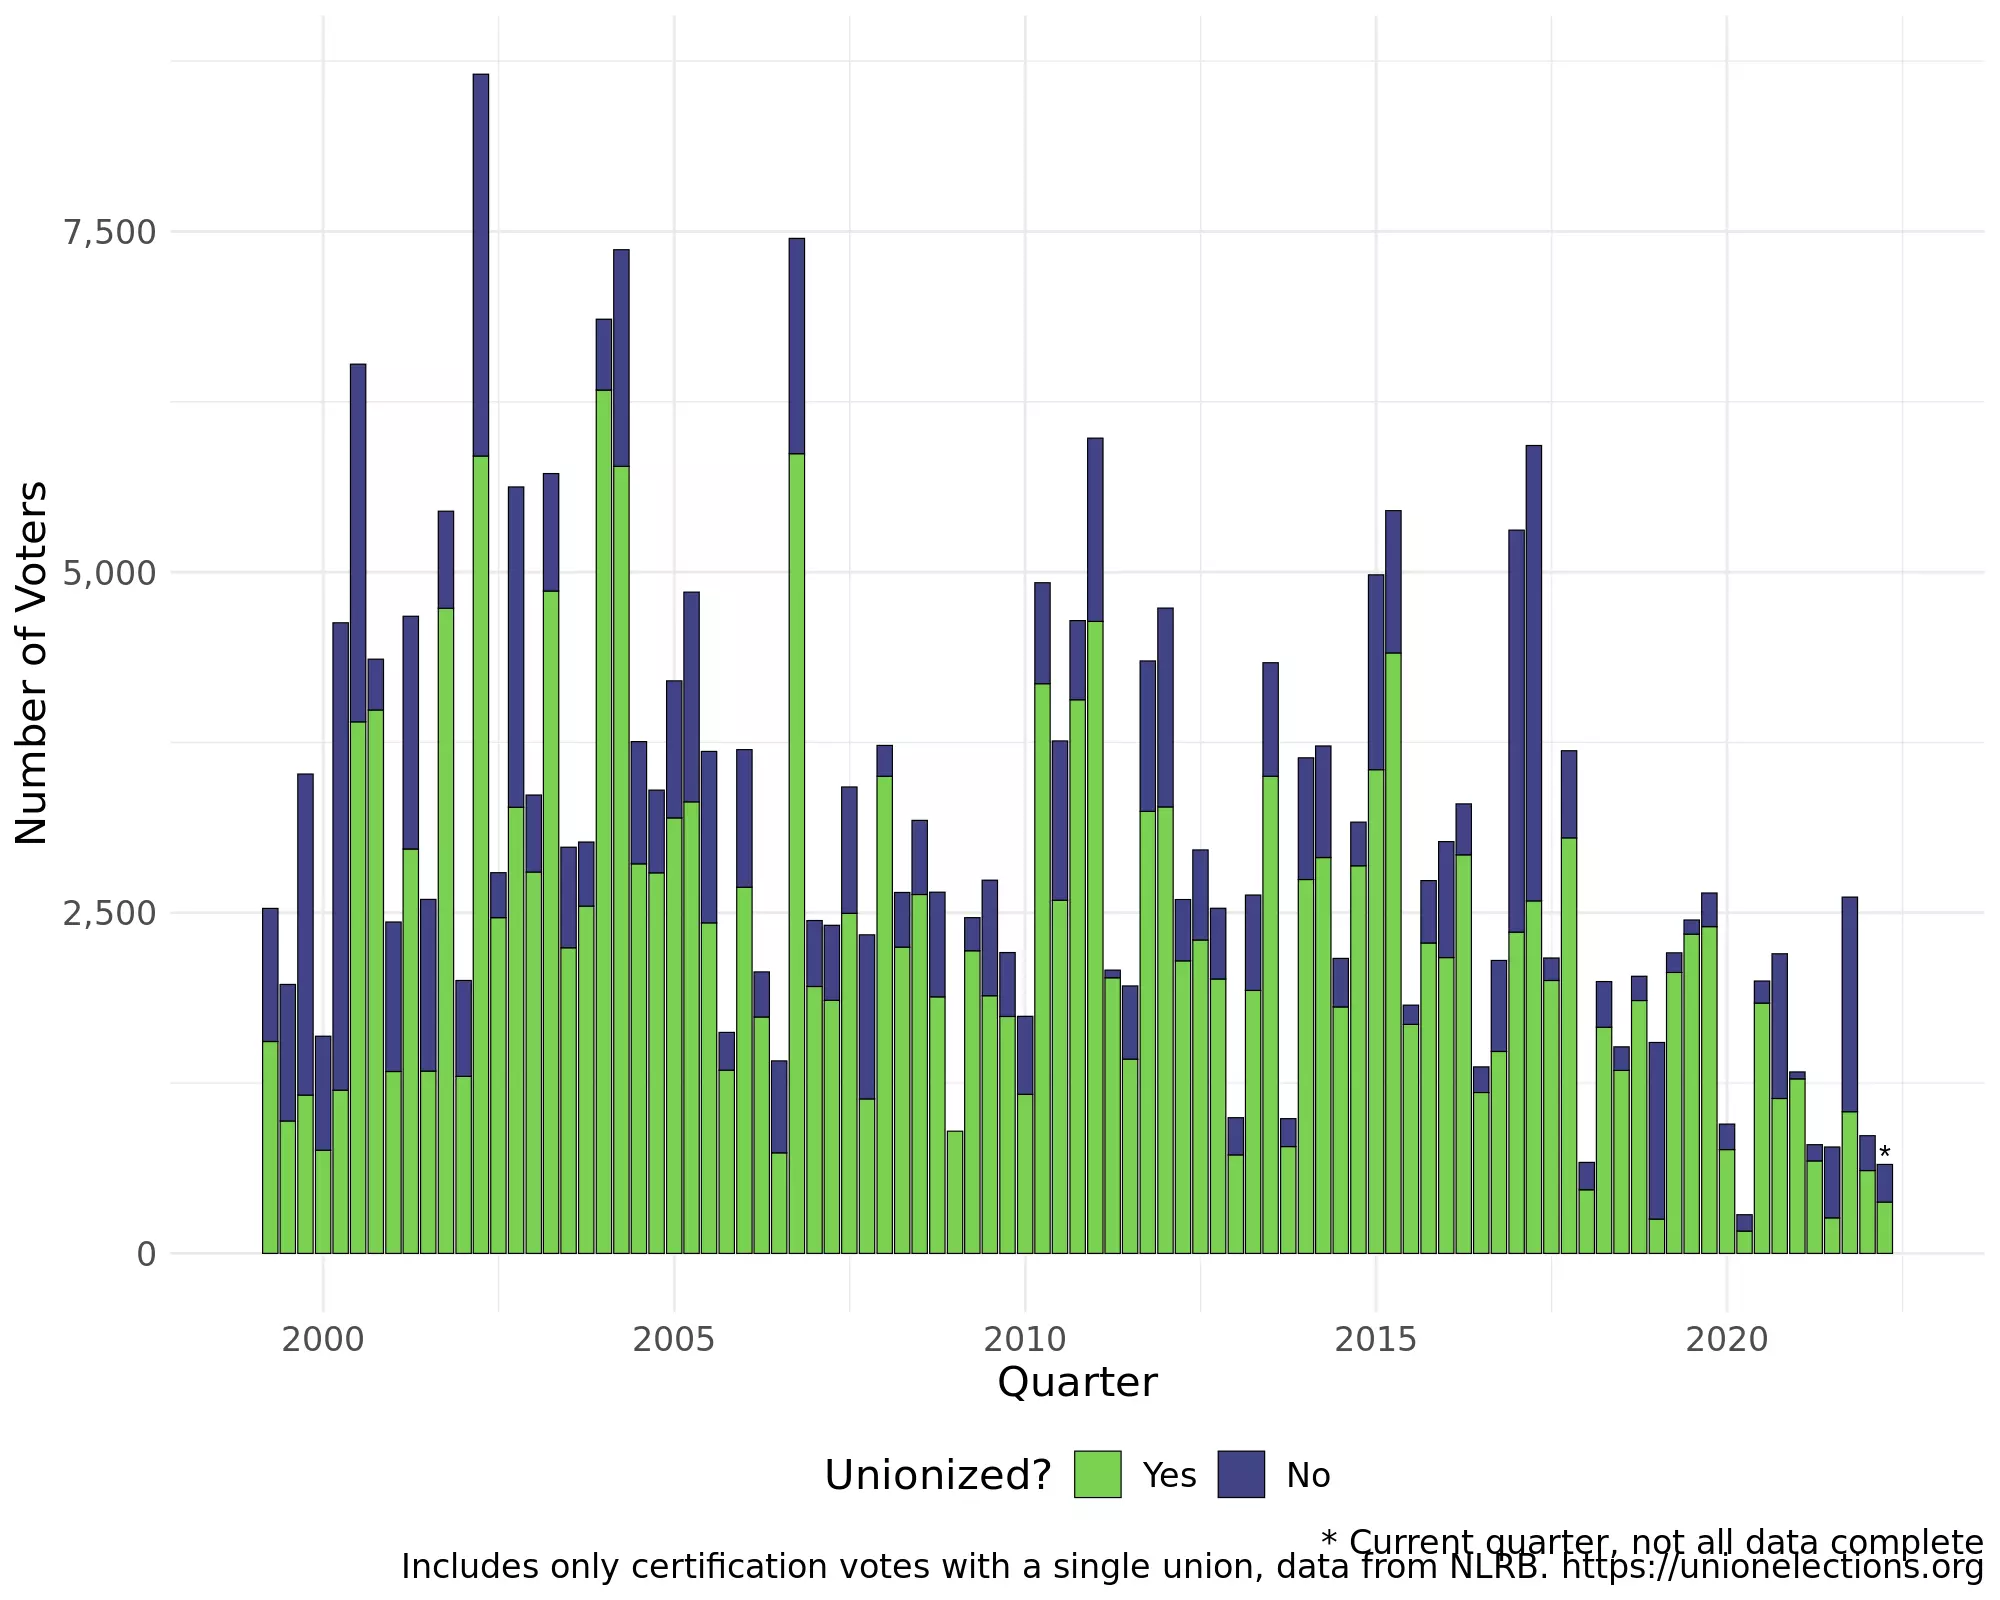 Number of Voters
7,500
5,000
2,500
0
*
2000 2005 2010 2015 2020
Quarter
Unionized? Yes No
* Current quarter, not all data complete
Includes only certification votes with a single union, data from NLRB. https://unionelections.org